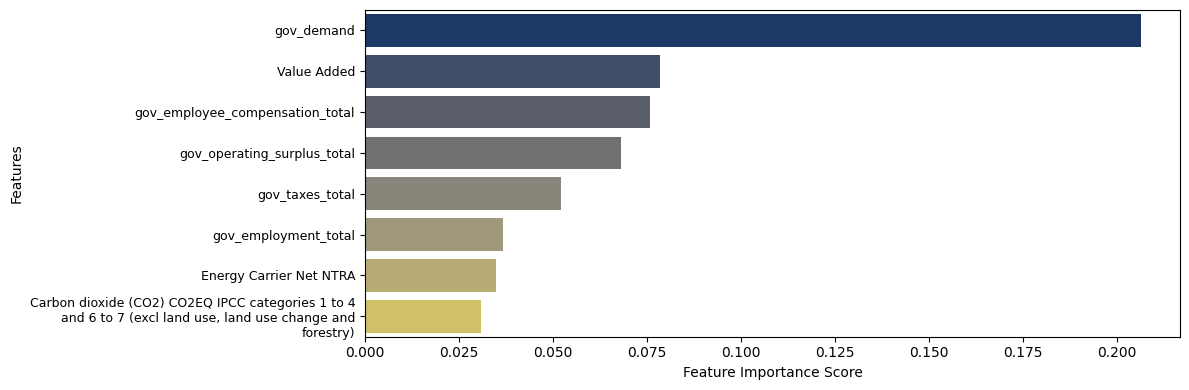 gov_demand
Value Added
gov_employee_compensation_total
gov_operating_surplus_total
gov_taxes_total
gov_employment_total
Energy Carrier Net NTRA
Carbon dioxide (CO2) CO2EQ IPCC categories 1 to 4
and 6 to 7 (excl land use, land use change and
forestry)
Features
0.000 0.025 0.050 0.075 0.100 0.125 0.150 0.175 0.200
Feature Importance Score